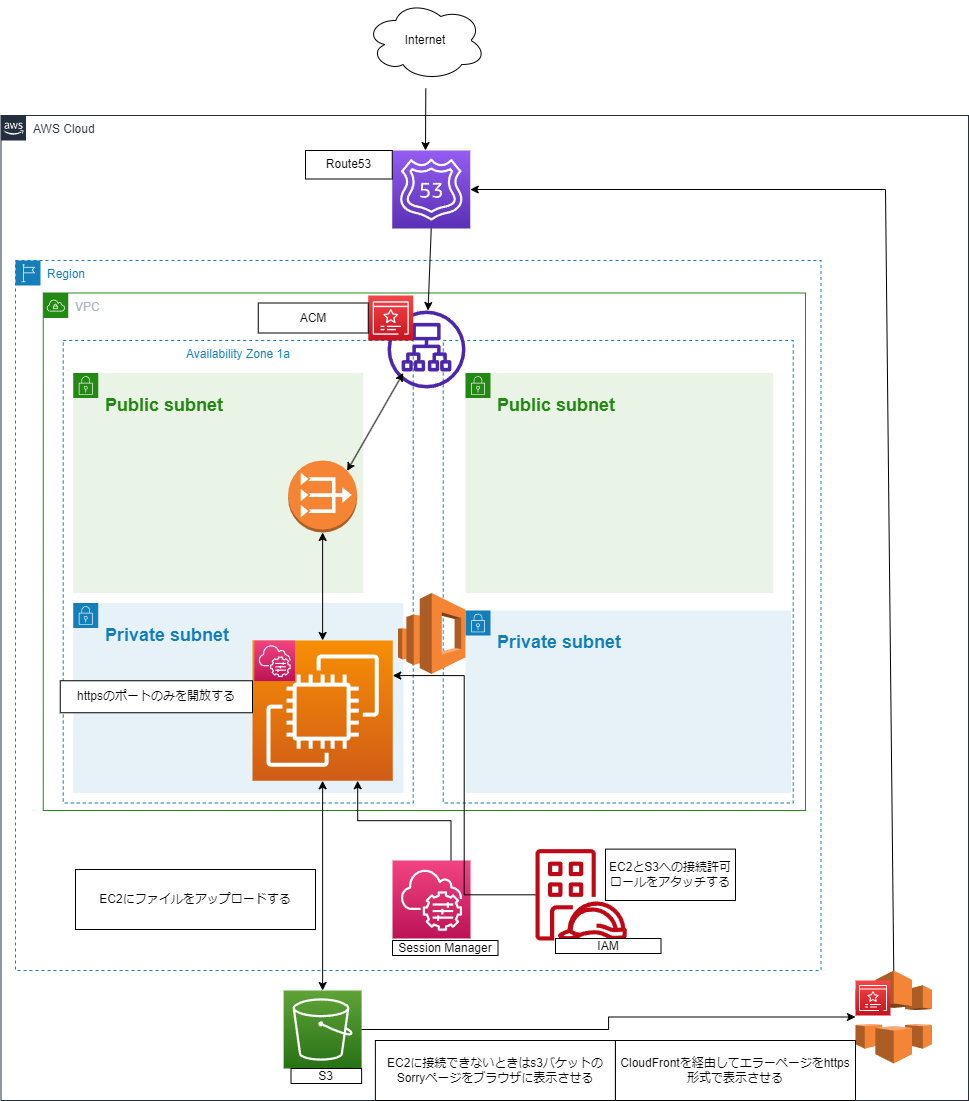 Internet
aws
AWS Cloud
Route53
53
Region
VPC
ACM
Availability Zone 1a
Public subnet
Public subnet
Private subnet
Private subnet
httpsのポートのみを開放する
EC2とS3への接続許可
ロールをアタッチする
EC2にファイルをアップロードする
Session Manager
IAM
S3
EC2に接続できないときはs3バケットの
Sorryページをブラウザに表示させる
CloudFrontを経由してエラーページをhttps
形式で表示させる